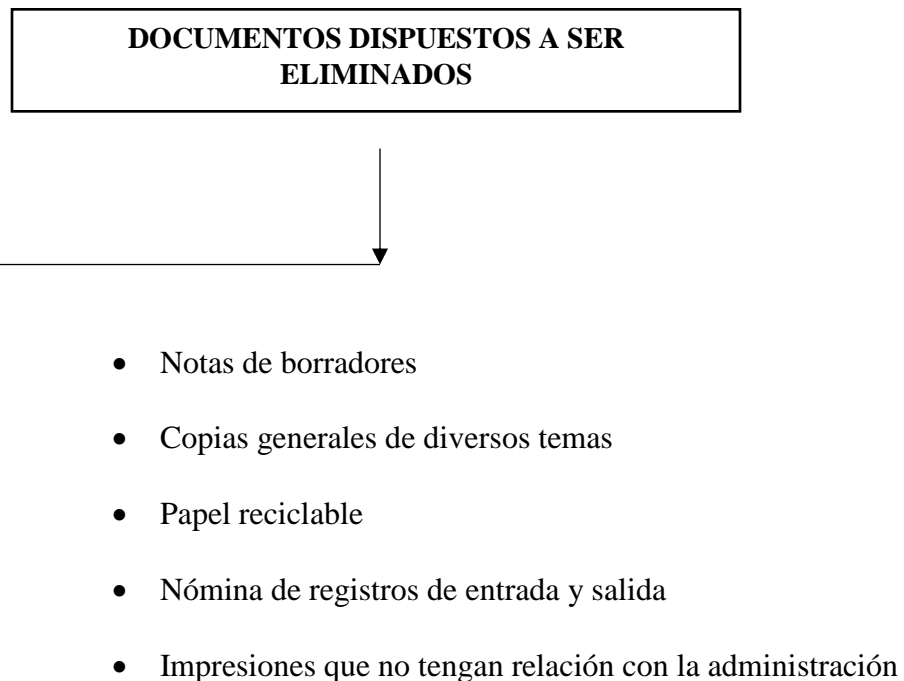 DOCUMENTOS DISPUESTOS A SER
ELIMINADOS
• Notas de borradores
• Copias generales de diversos temas
• Papel reciclable
• Nómina de registros de entrada y salida
• Impresiones que no tengan relación con la administración